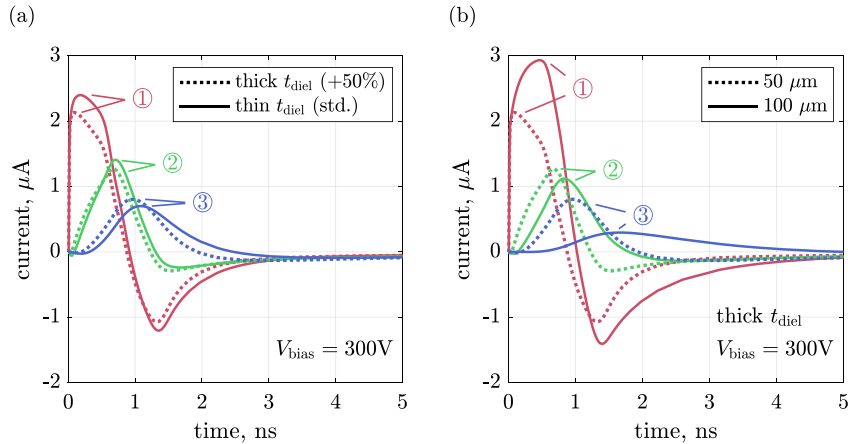 (a)
3
2
1
0
-1
-2
current, μA
thick t_diel (+50%)
thin t_diel (std.)
①
②
③
V_bias = 300V
0 1 2 3 4 5
time, ns
(b)
3
2
1
0
-1
-2
current, μA
50 μm
100 μm
①
②
③
thick t_diel
V_bias = 300V
0 1 2 3 4 5
time, ns